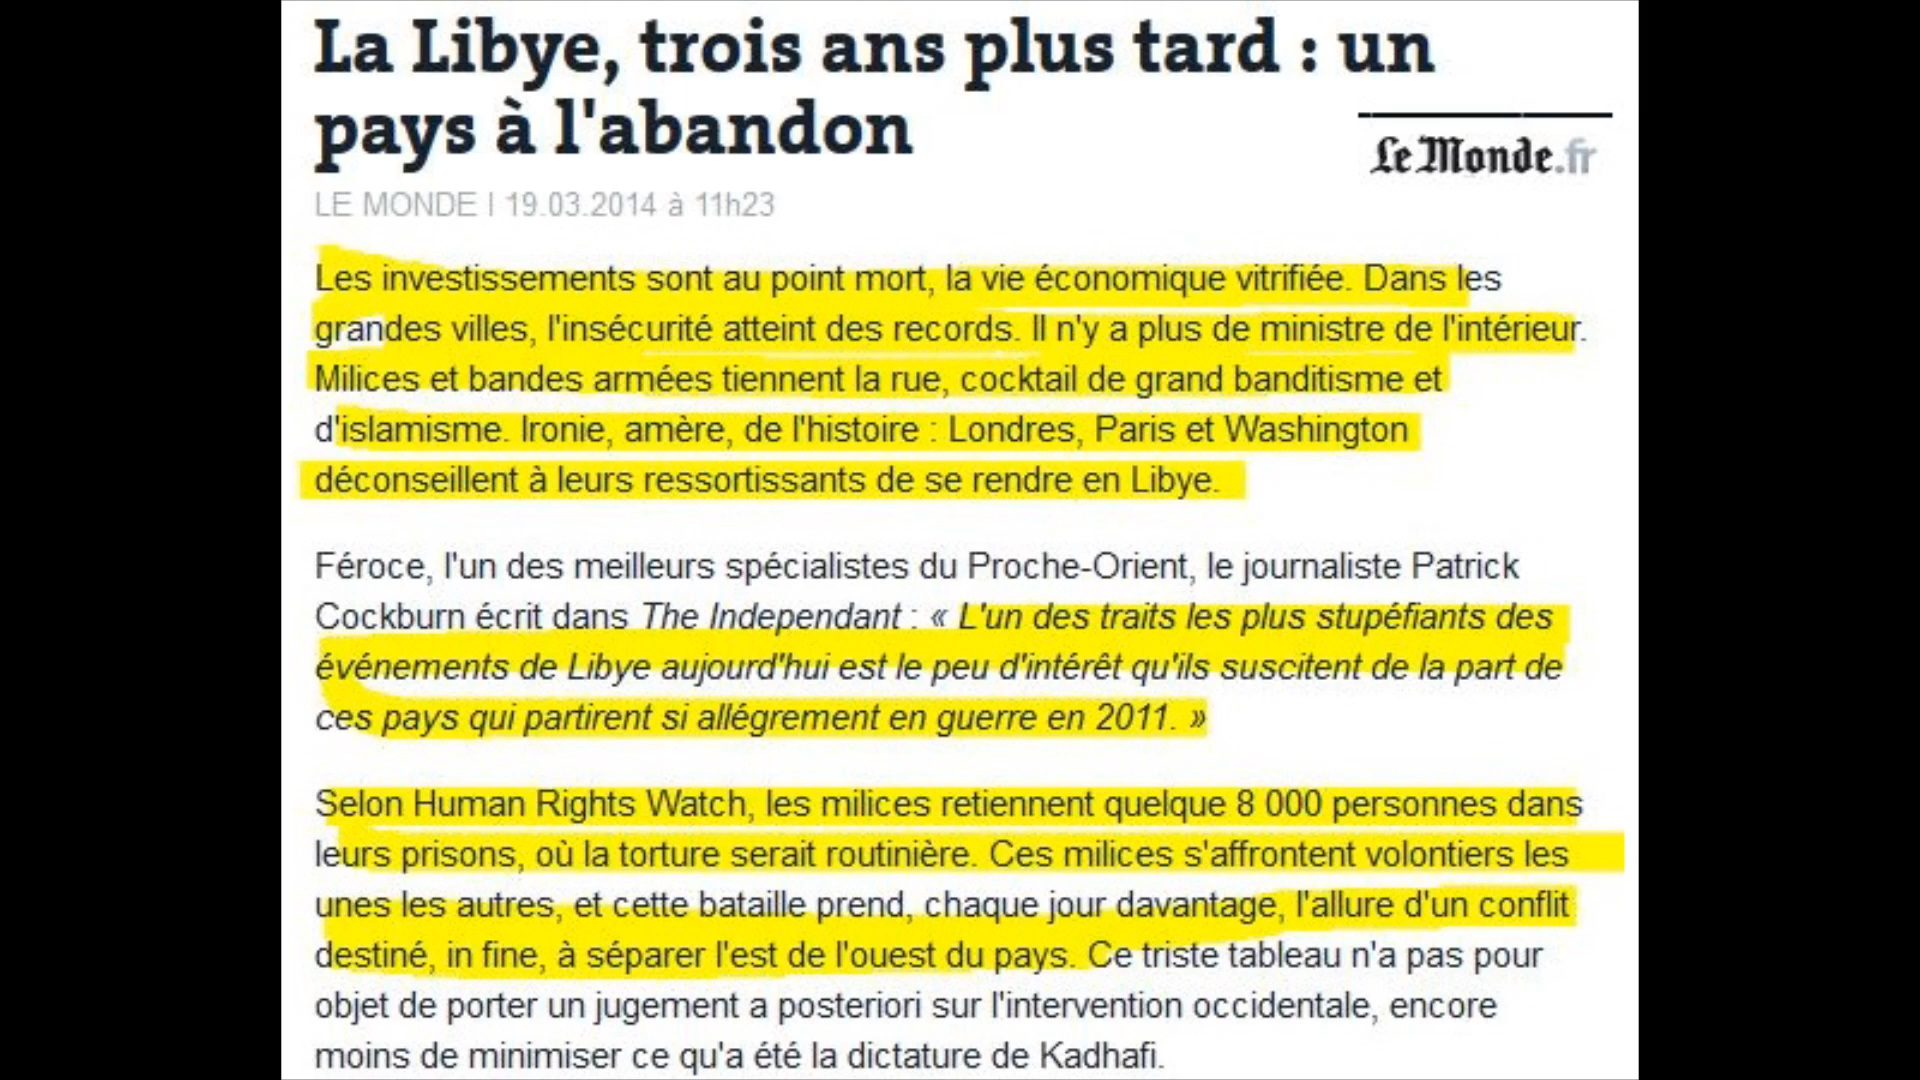 La Libye, trois ans plus tard : un
pays à l'abandon
Le Monde.fr
LE MONDE | 19.03.2014 à 11h23
Les investissements sont au point mort, la vie économique vitrifiée. Dans les
grandes villes, l'insécurité atteint des records. Il n'y a plus de ministre de l'intérieur.
Milices et bandes armées tiennent la rue, cocktail de grand banditisme et
d'islamisme. Ironie, amère, de l'histoire : Londres, Paris et Washington
déconseillent à leurs ressortissants de se rendre en Libye.
Féroce, l'un des meilleurs spécialistes du Proche-Orient, le journaliste Patrick
Cockburn écrit dans The Independant : « L'un des traits les plus stupéfiants des
événements de Libye aujourd'hui est le peu d'intérêt qu'ils suscitent de la part de
ces pays qui partirent si allégrement en guerre en 2011. »
Selon Human Rights Watch, les milices retiennent quelque 8 000 personnes dans
leurs prisons, où la torture serait routinière. Ces milices s'affrontent volontiers les
unes les autres, et cette bataille prend, chaque jour davantage, l'allure d'un conflit
destiné, in fine, à séparer l'est de l'ouest du pays. Ce triste tableau n'a pas pour
objet de porter un jugement a posteriori sur l'intervention occidentale, encore
moins de minimiser ce qu'a été la dictature de Kadhafi.